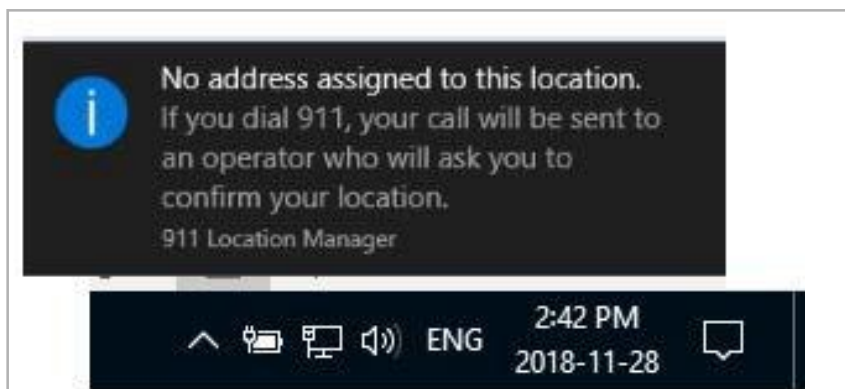 No address assigned to this location.
If you dial 911, your call will be sent to
an operator who will ask you to
confirm your location.
911 Location Manager
ENG
2:42 PM
2018-11-28